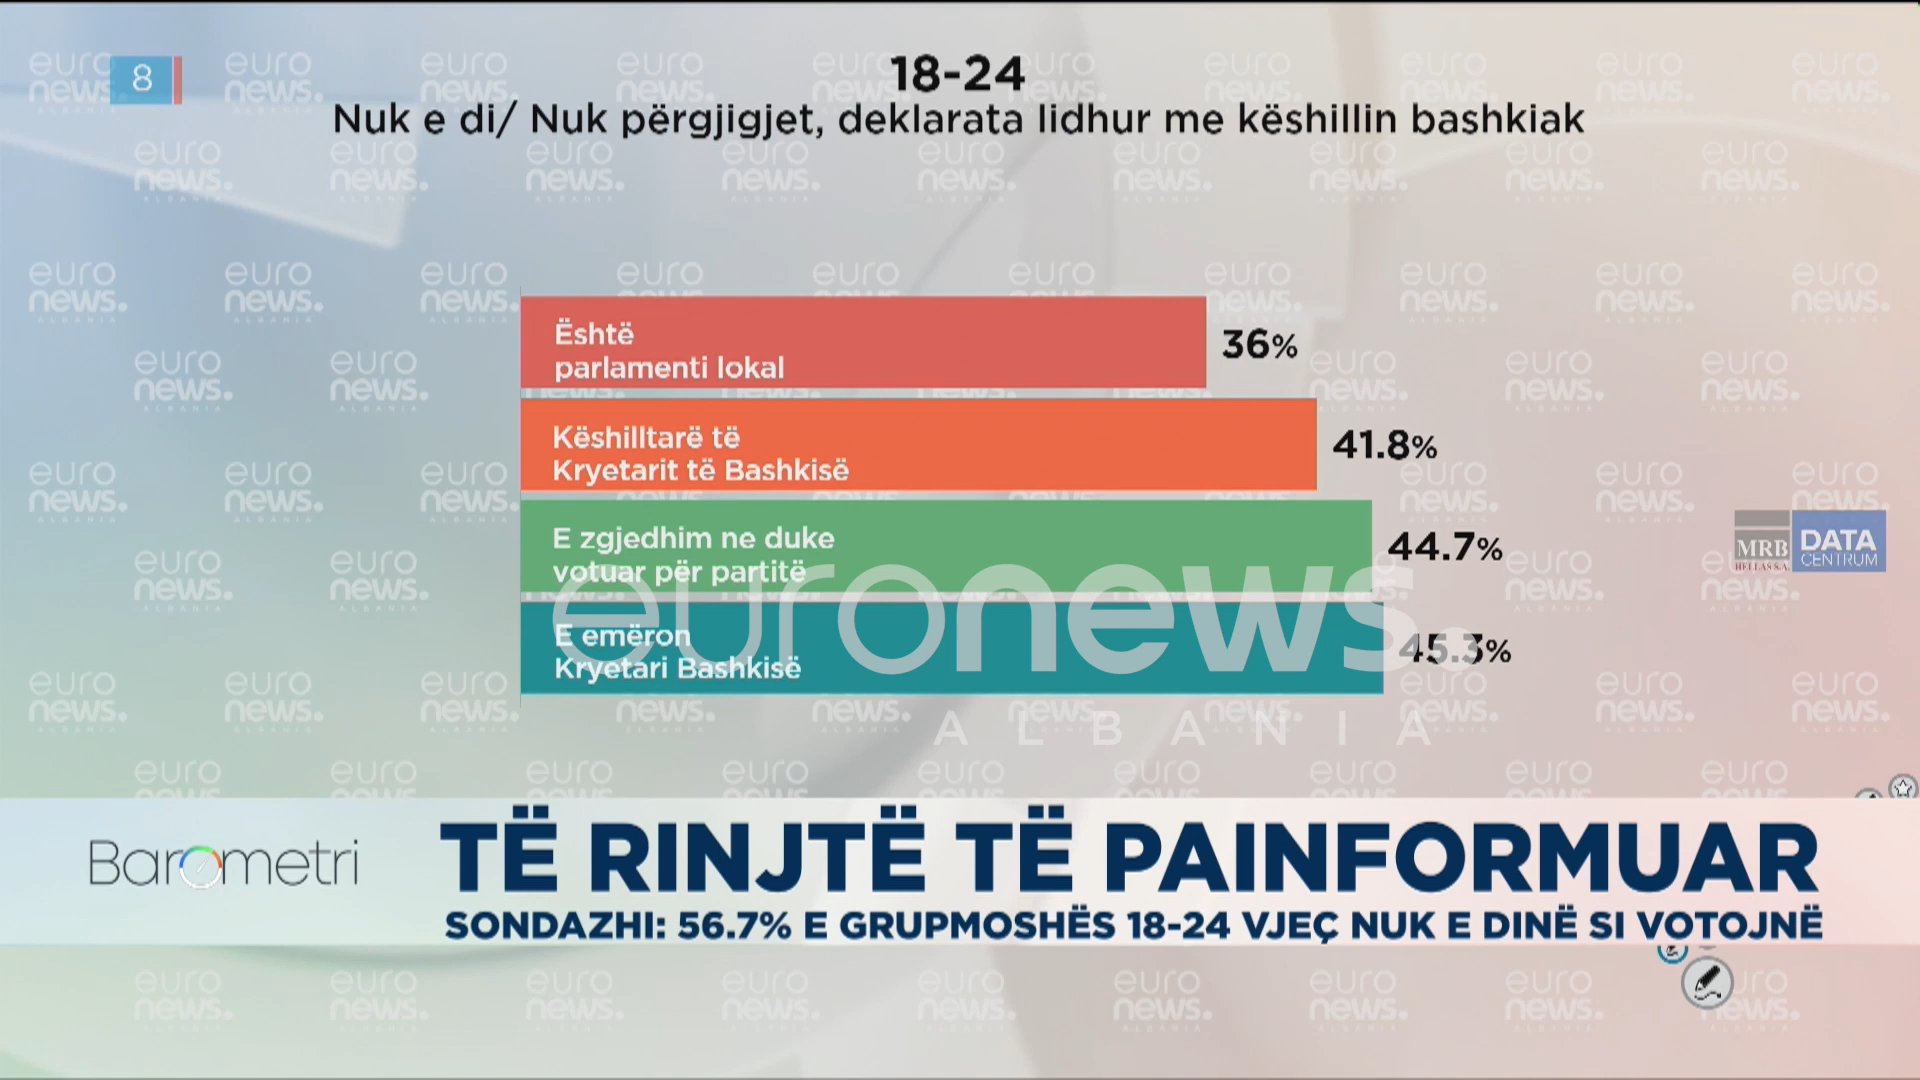 8
18-24
Nuk e di/ Nuk përgjigjet, deklarata lidhur me këshillin bashkiak
Është
parlamenti lokal
36%
Këshilltarë të
Kryetarit të Bashkisë
41.8%
E zgjedhim ne duke
votuar për partitë
44.7%
E emëron
Kryetari Bashkisë
45.3%
euronews.
ALBANIA
MRB
HELLAS S.A.
DATA
CENTRUM
Barometri
TË RINJTË TË PAINFORMUAR
SONDAZHI: 56.7% E GRUPMOSHËS 18-24 VJEÇ NUK E DINË SI VOTOJNË